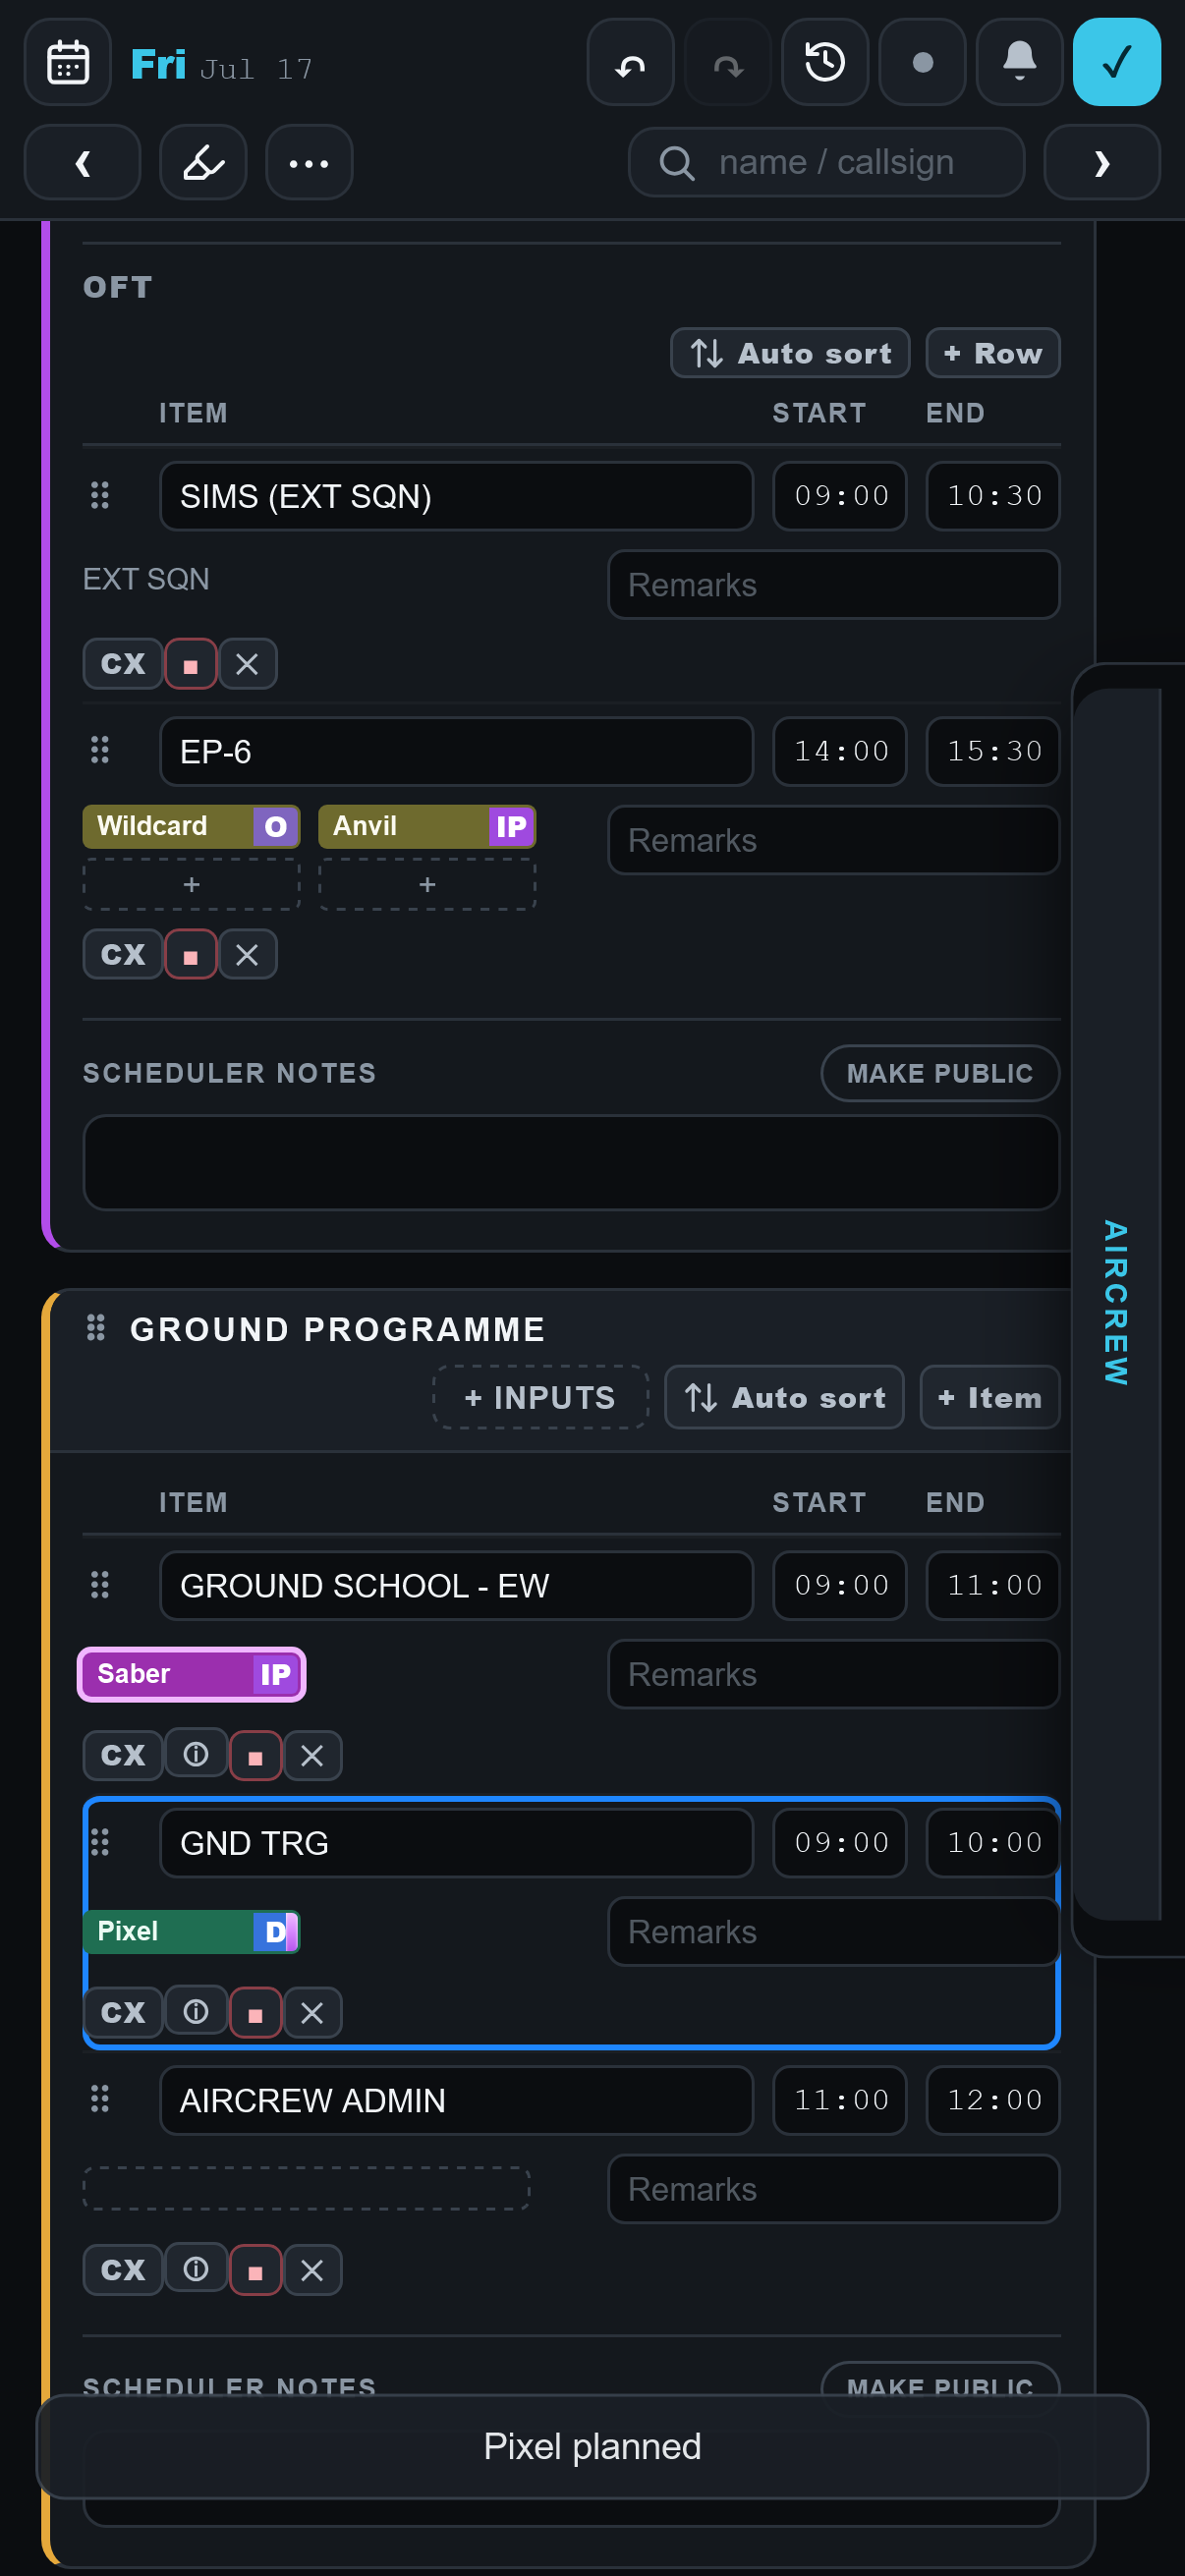 Fri Jul 17
name / callsign
OFT
Auto sort + Row
ITEM START END
SIMS (EXT SQN) 09:00 10:30
EXT SQN Remarks
CX
EP-6 14:00 15:30
Wildcard O Anvil IP Remarks
+ +
CX
SCHEDULER NOTES MAKE PUBLIC
AIRCREW
GROUND PROGRAMME
+ INPUTS Auto sort + Item
ITEM START END
GROUND SCHOOL - EW 09:00 11:00
Saber IP Remarks
CX
GND TRG 09:00 10:00
Pixel D Remarks
CX
AIRCREW ADMIN 11:00 12:00
Remarks
CX
SCHEDULER NOTES MAKE PUBLIC
Pixel planned